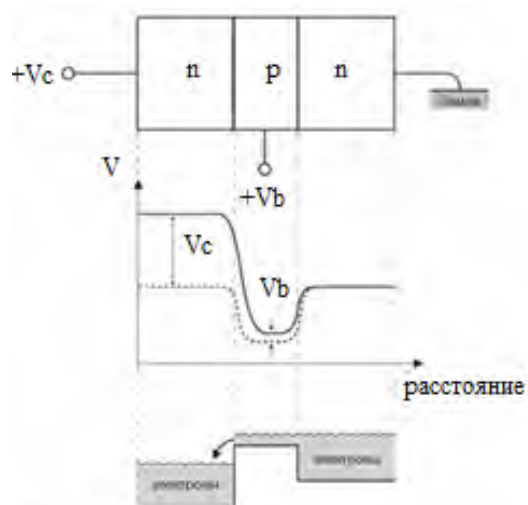 +Vc
n
p
n
+Vb
V
Vc
Vb
расстояние
электроны
электроны